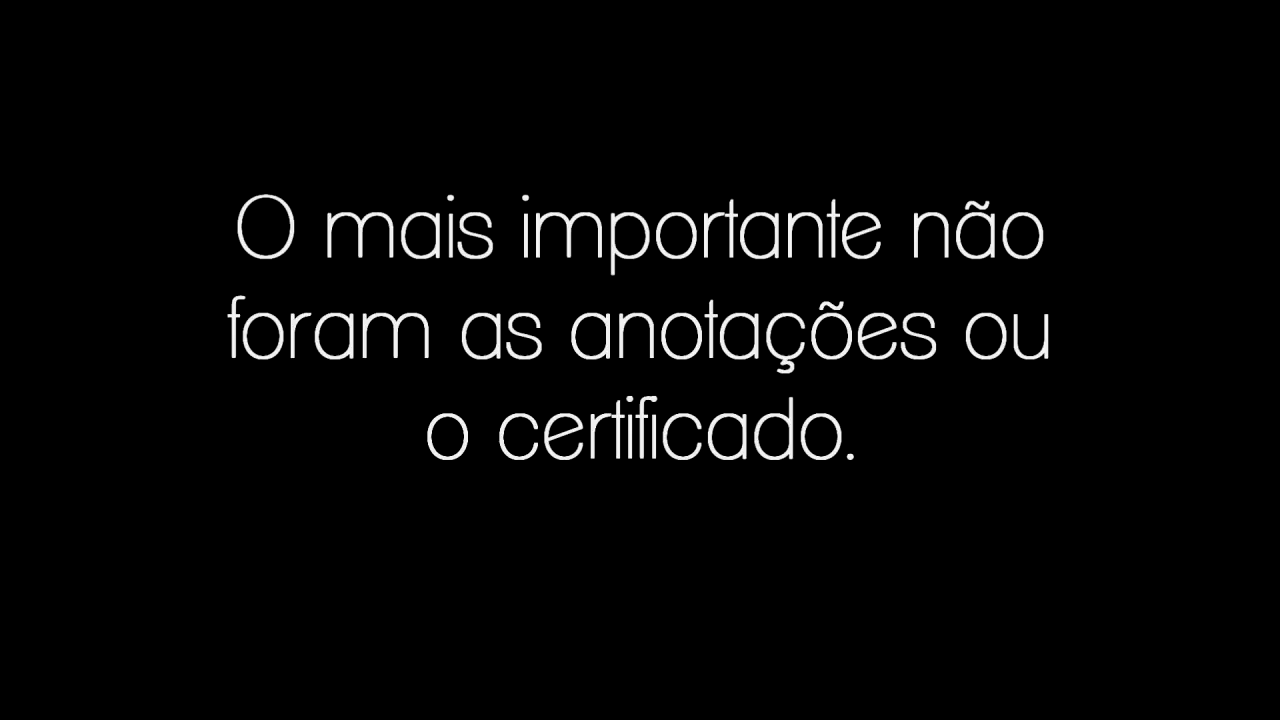 O mais importante não
foram as anotações ou
o certificado.